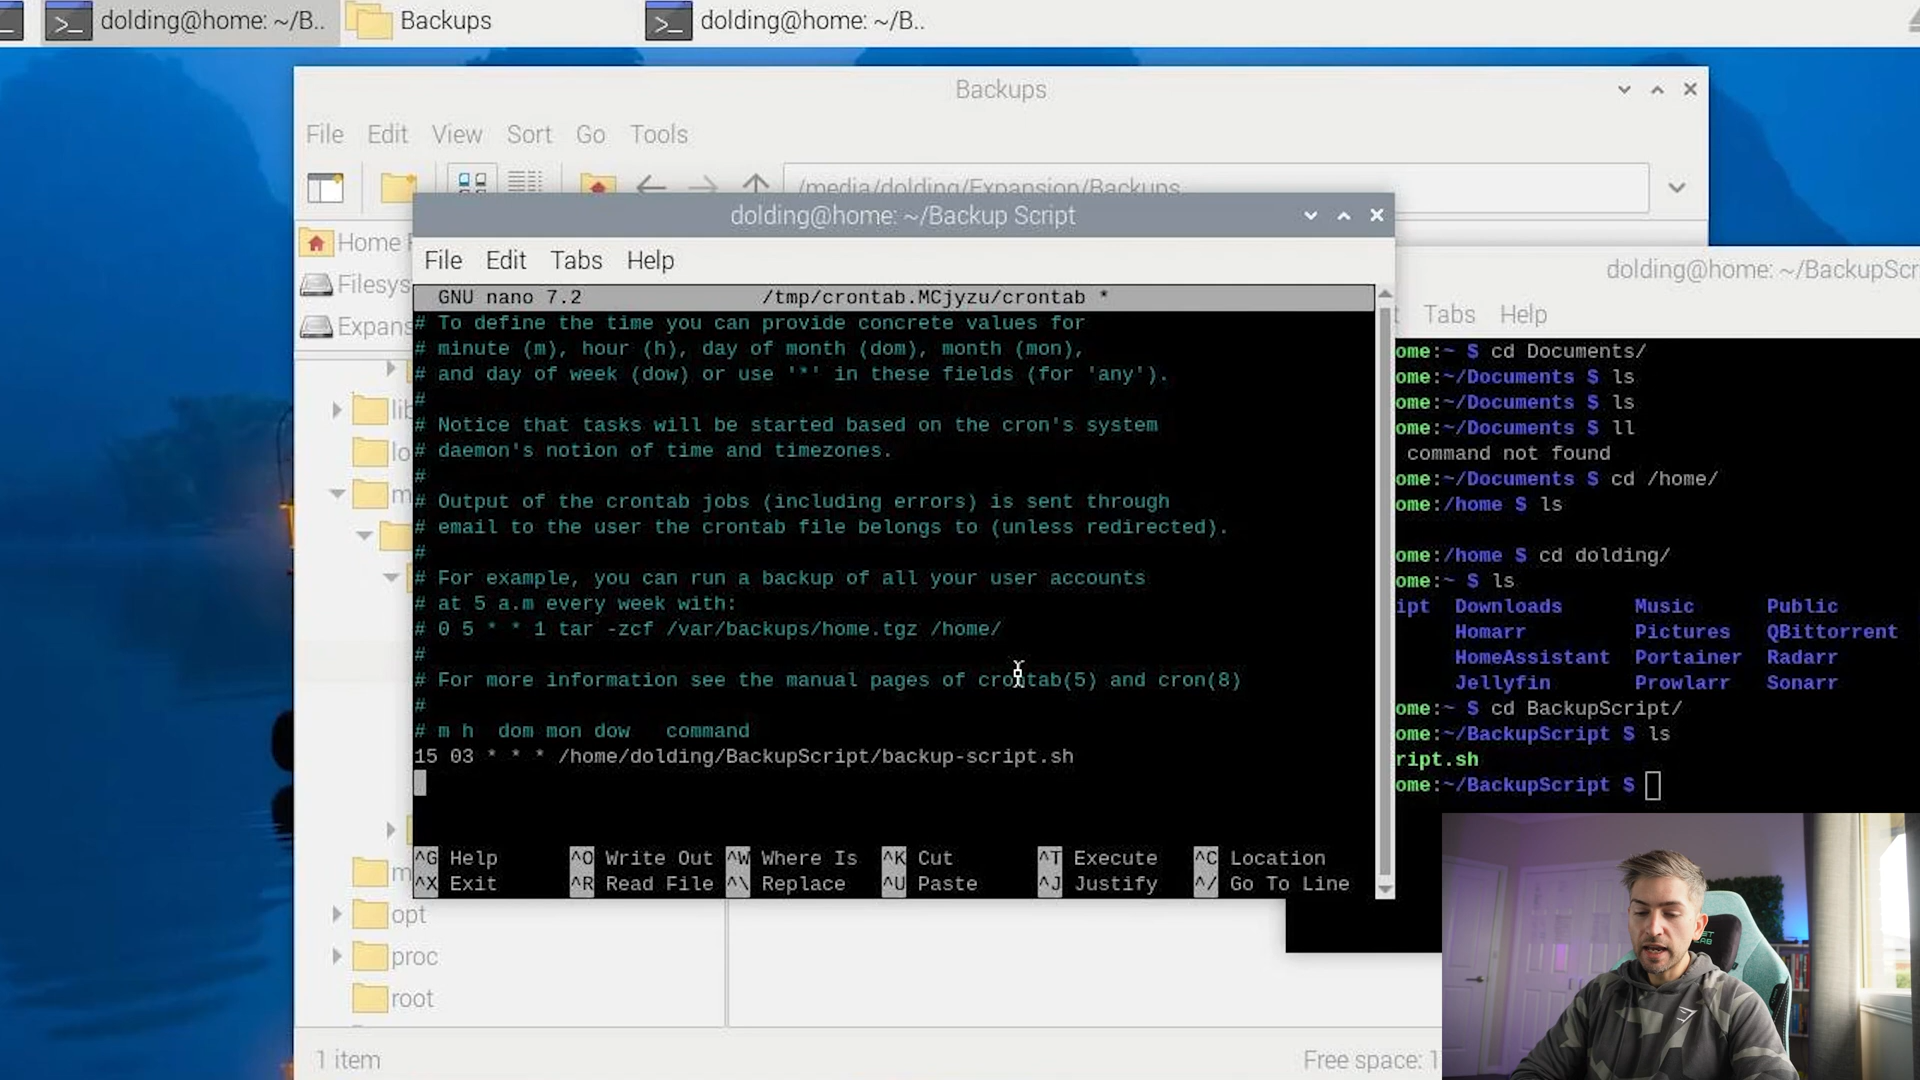 dolding@home: ~/B..
Backups
dolding@home: ~/B..
Backups
File Edit View Sort Go Tools
/media/dolding/Expansion/Backups
Home
Filesys
Expans
lib
lo
m
m
opt
proc
root
1 item
Free space: 1
dolding@home: ~/Backup Script
File Edit Tabs Help
GNU nano 7.2 /tmp/crontab.MCjyzu/crontab *
# To define the time you can provide concrete values for
# minute (m), hour (h), day of month (dom), month (mon),
# and day of week (dow) or use '*' in these fields (for 'any').
#
# Notice that tasks will be started based on the cron's system
# daemon's notion of time and timezones.
#
# Output of the crontab jobs (including errors) is sent through
# email to the user the crontab file belongs to (unless redirected).
#
# For example, you can run a backup of all your user accounts
# at 5 a.m every week with:
# 0 5 * * 1 tar -zcf /var/backups/home.tgz /home/
#
# For more information see the manual pages of crontab(5) and cron(8)
#
# m h  dom mon dow   command
15 03 * * * /home/dolding/BackupScript/backup-script.sh
^G Help ^O Write Out ^W Where Is ^K Cut ^T Execute ^C Location
^X Exit ^R Read File ^\ Replace ^U Paste ^J Justify ^/ Go To Line
dolding@home: ~/BackupScr
t Tabs Help
ome:~ $ cd Documents/
ome:~/Documents $ ls
ome:~/Documents $ ls
ome:~/Documents $ ll
command not found
ome:~/Documents $ cd /home/
ome:/home $ ls
ome:/home $ cd dolding/
ome:~ $ ls
ipt Downloads Music Public
Homarr Pictures QBittorrent
HomeAssistant Portainer Radarr
Jellyfin Prowlarr Sonarr
ome:~ $ cd BackupScript/
ome:~/BackupScript $ ls
ript.sh
ome:~/BackupScript $